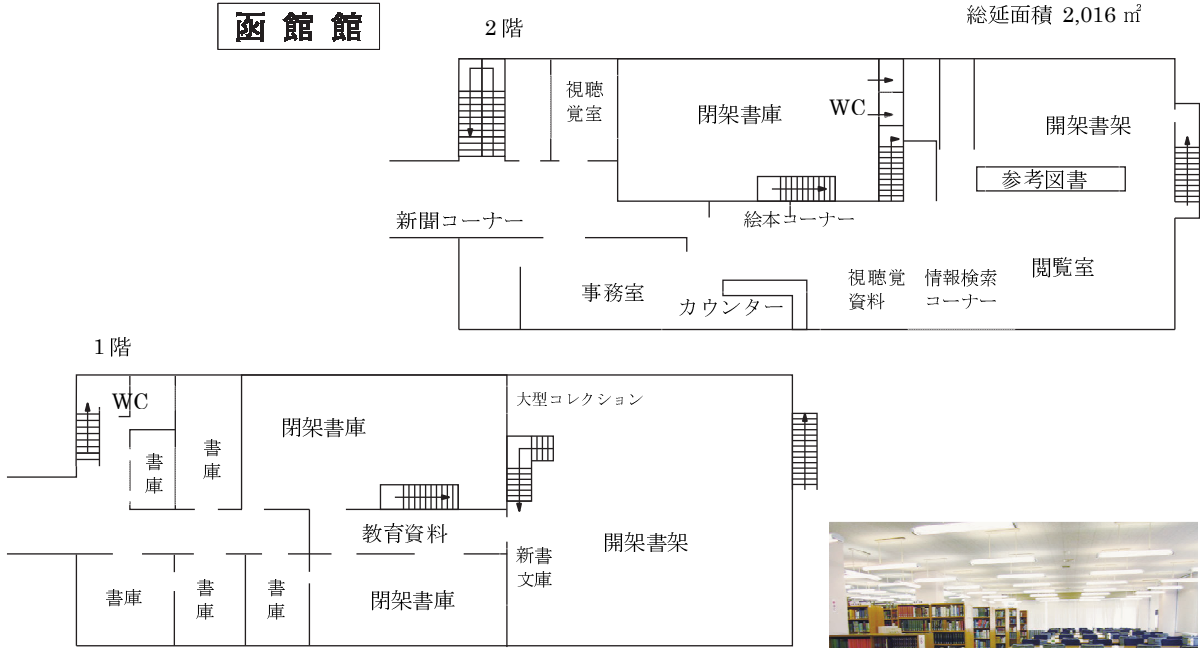 函館館
2階
総延面積 2,016 ㎡
視聴
覚室
閉架書庫
WC
開架書架
参考図書
新聞コーナー
絵本コーナー
事務室
カウンター
視聴覚
資料
情報検索
コーナー
閲覧室
1階
WC
書
庫
書
庫
閉架書庫
大型コレクション
教育資料
新書
文庫
開架書架
書庫
書
庫
書
庫
閉架書庫